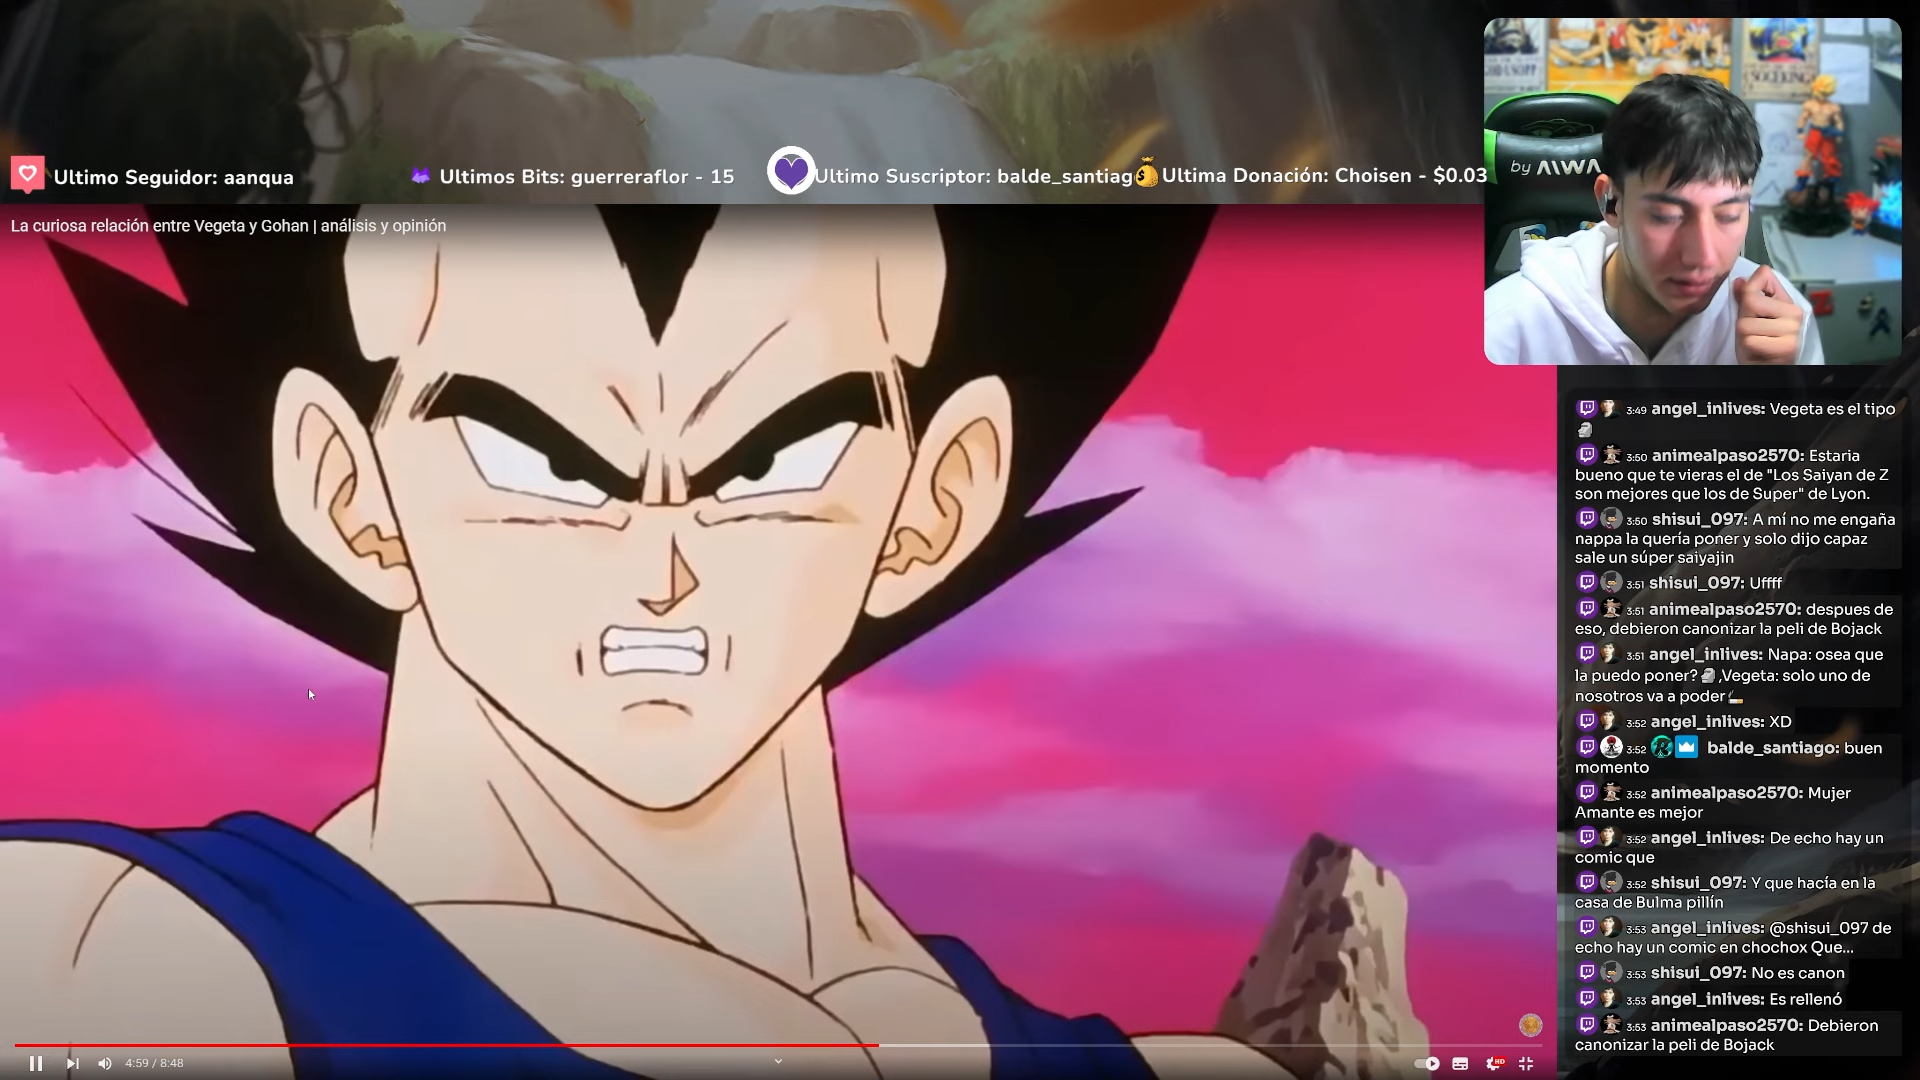 GOD USOPP
SOGEKING
by AIWA
Ultimo Seguidor: aanqua
Ultimos Bits: guerreraflor - 15
Ultimo Suscriptor: balde_santiag
Ultima Donación: Choisen - $0.03
La curiosa relación entre Vegeta y Gohan | análisis y opinión
3:49 angel_inlives: Vegeta es el tipo
🗿
3:50 animealpaso2570: Estaria
bueno que te vieras el de "Los Saiyan de Z
son mejores que los de Super" de Lyon.
3:50 shisui_097: A mí no me engaña
nappa la quería poner y solo dijo capaz
sale un súper saiyajin
3:51 shisui_097: Uffff
3:51 animealpaso2570: despues de
eso, debieron canonizar la peli de Bojack
3:51 angel_inlives: Napa: osea que
la puedo poner?🗿,Vegeta: solo uno de
nosotros va a poder🚬
3:52 angel_inlives: XD
3:52 balde_santiago: buen
momento
3:52 animealpaso2570: Mujer
Amante es mejor
3:52 angel_inlives: De echo hay un
comic que
3:52 shisui_097: Y que hacía en la
casa de Bulma pillín
3:53 angel_inlives: @shisui_097 de
echo hay un comic en chochox Que...
3:53 shisui_097: No es canon
3:53 angel_inlives: Es rellenó
3:53 animealpaso2570: Debieron
canonizar la peli de Bojack
4:59 / 8:48
HD